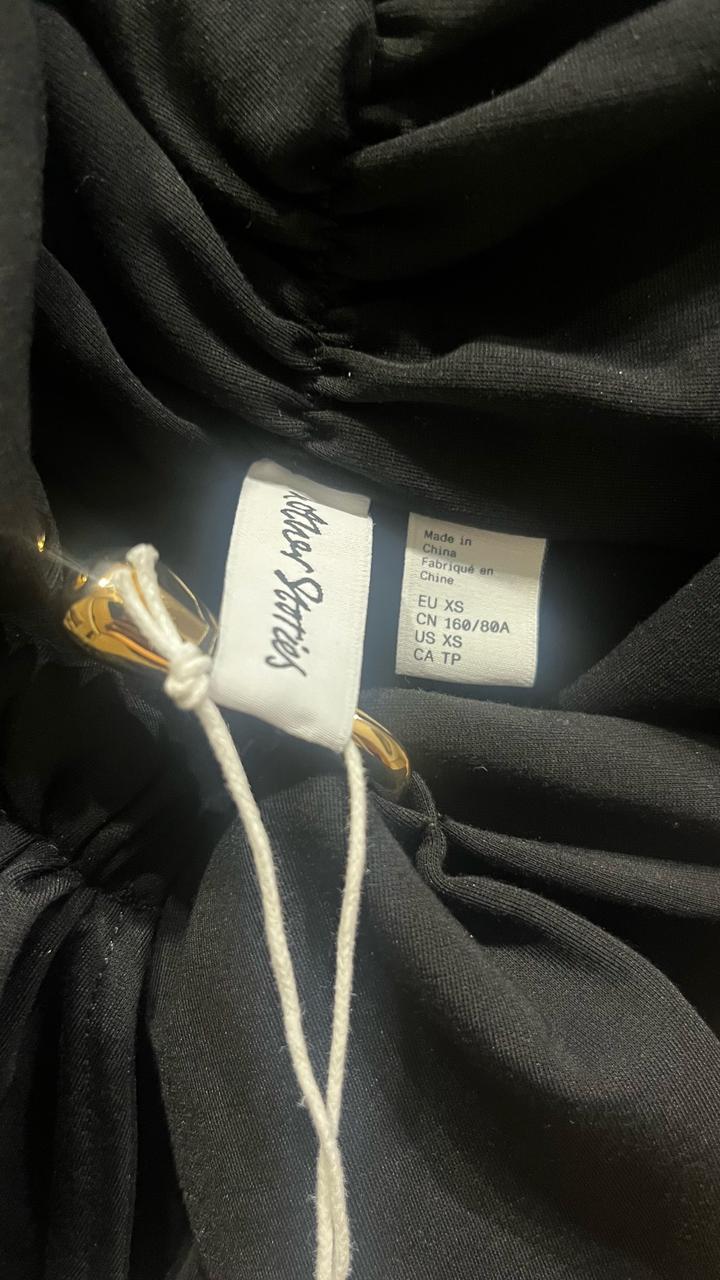 other Stories
Made in
China
Fabriqué en
Chine
EU XS
CN 160/80A
US XS
CA TP